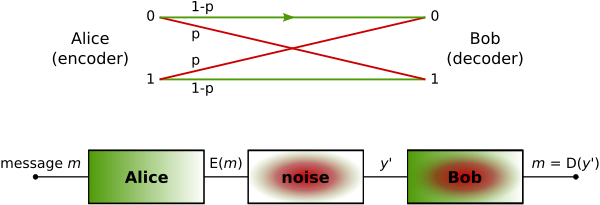 1-p
0 0
Alice p Bob
(encoder) (decoder)
p
1 1
1-p
message m E(m) y' m = D(y')
Alice noise Bob